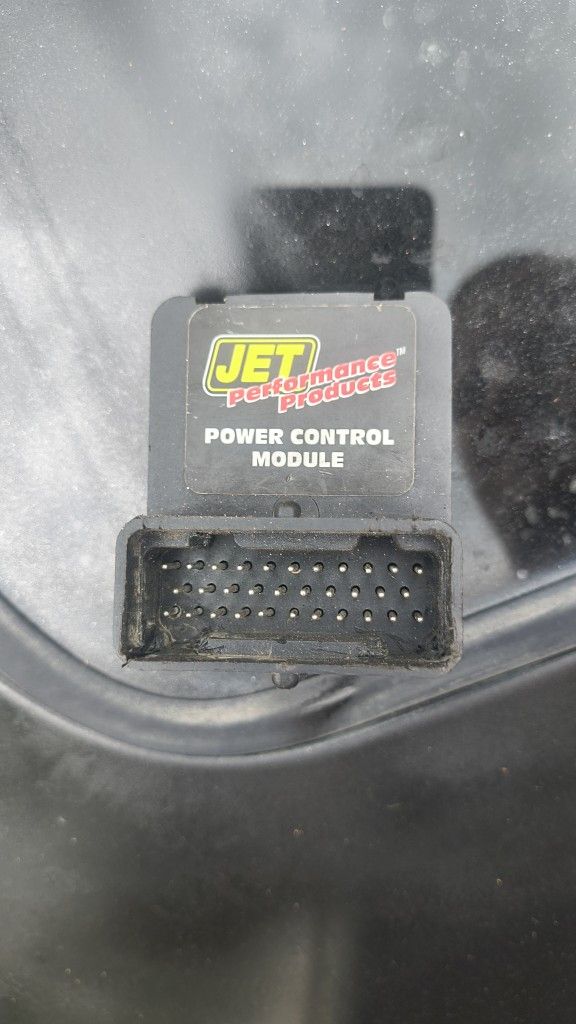 JET
Performance™
Products
POWER CONTROL
MODULE